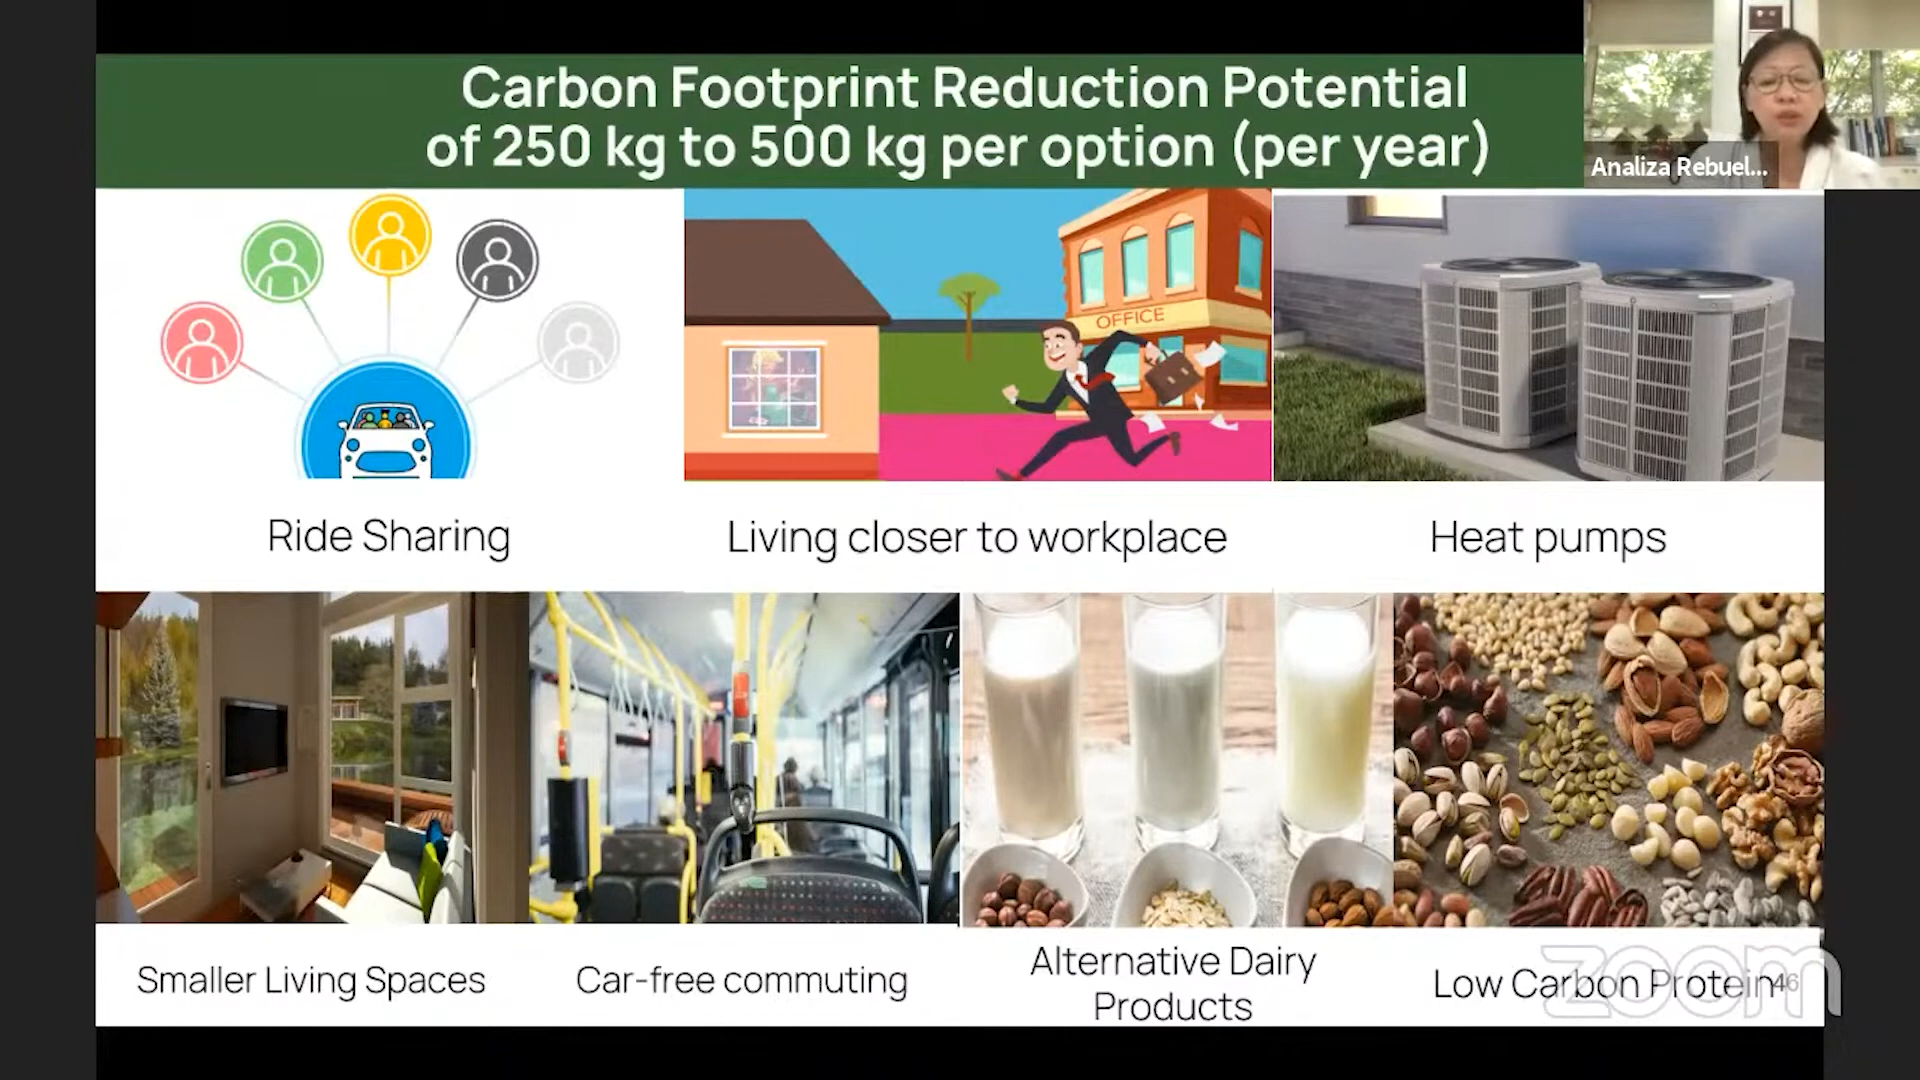 Carbon Footprint Reduction Potential
of 250 kg to 500 kg per option (per year)
Analiza Rebuel...
OFFICE
Ride Sharing
Living closer to workplace
Heat pumps
Smaller Living Spaces
Car-free commuting
Alternative Dairy
Products
Low Carbon Protein
46
zoom